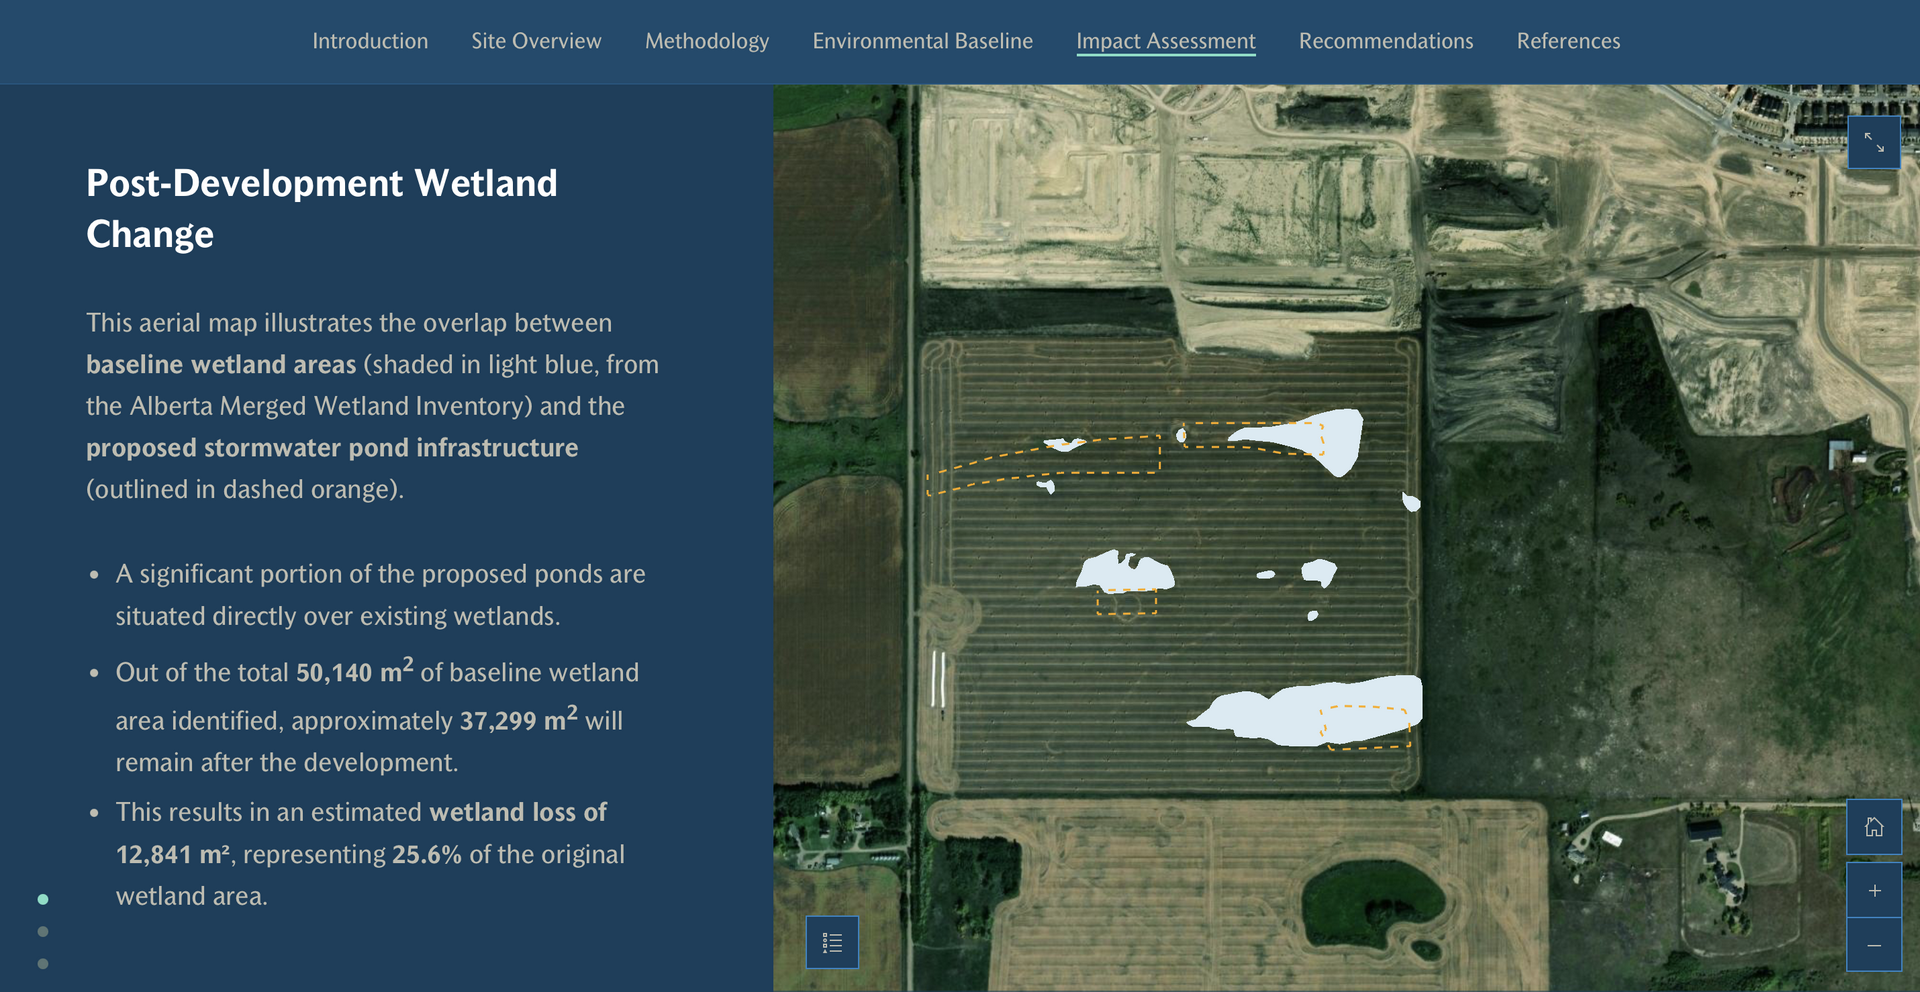 Introduction Site Overview Methodology Environmental Baseline Impact Assessment Recommendations References
Post-Development Wetland
Change
This aerial map illustrates the overlap between
baseline wetland areas (shaded in light blue, from
the Alberta Merged Wetland Inventory) and the
proposed stormwater pond infrastructure
(outlined in dashed orange).
• A significant portion of the proposed ponds are
situated directly over existing wetlands.
• Out of the total 50,140 m² of baseline wetland
area identified, approximately 37,299 m² will
remain after the development.
• This results in an estimated wetland loss of
12,841 m², representing 25.6% of the original
wetland area.